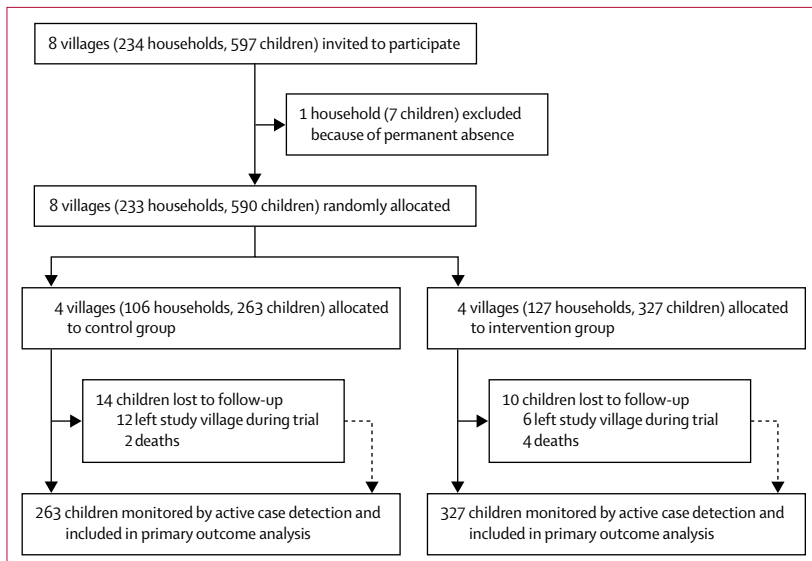 8 villages (234 households, 597 children) invited to participate
1 household (7 children) excluded
because of permanent absence
8 villages (233 households, 590 children) randomly allocated
4 villages (106 households, 263 children) allocated
to control group
4 villages (127 households, 327 children) allocated
to intervention group
14 children lost to follow-up
12 left study village during trial
2 deaths
10 children lost to follow-up
6 left study village during trial
4 deaths
263 children monitored by active case detection and
included in primary outcome analysis
327 children monitored by active case detection and
included in primary outcome analysis